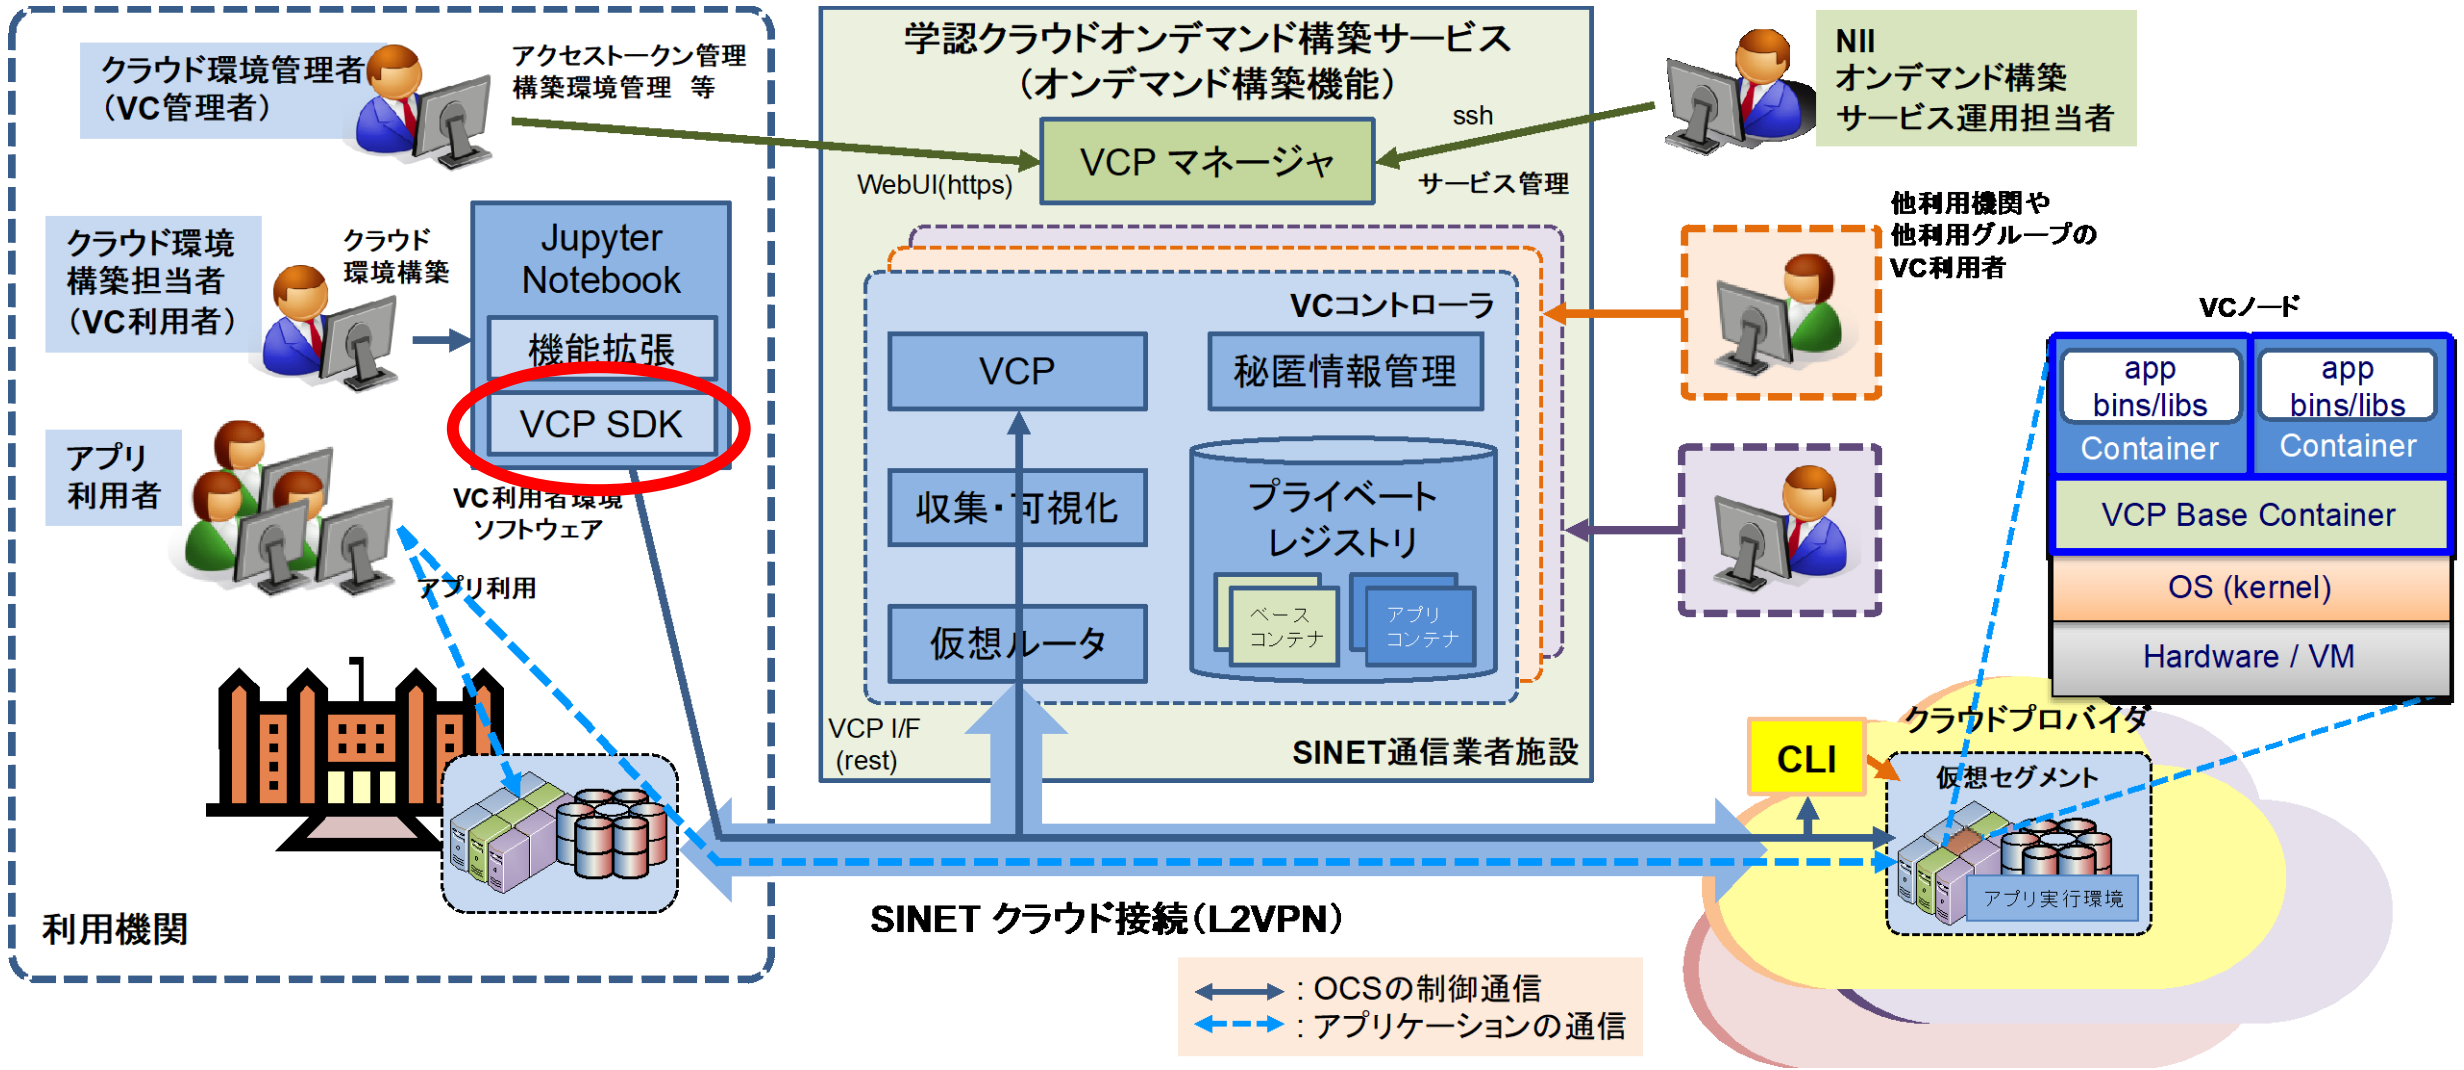 クラウド環境管理者
（VC管理者）
アクセストークン管理
構築環境管理　等
クラウド環境
構築担当者
（VC利用者）
クラウド
環境構築
Jupyter
Notebook
機能拡張
VCP SDK
VC利用者環境
ソフトウェア
アプリ
利用者
アプリ利用
利用機関
学認クラウドオンデマンド構築サービス
（オンデマンド構築機能）
VCP マネージャ
WebUI(https)
ssh
サービス管理
NII
オンデマンド構築
サービス運用担当者
VCコントローラ
VCP
秘匿情報管理
収集・可視化
プライベート
レジストリ
ベース
コンテナ
アプリ
コンテナ
仮想ルータ
VCP I/F
(rest)
SINET通信業者施設
他利用機関や
他利用グループの
VC利用者
VCノード
app
bins/libs
Container
app
bins/libs
Container
VCP Base Container
OS (kernel)
Hardware / VM
クラウドプロバイダ
CLI
仮想セグメント
アプリ実行環境
SINET クラウド接続（L2VPN）
: OCSの制御通信
: アプリケーションの通信